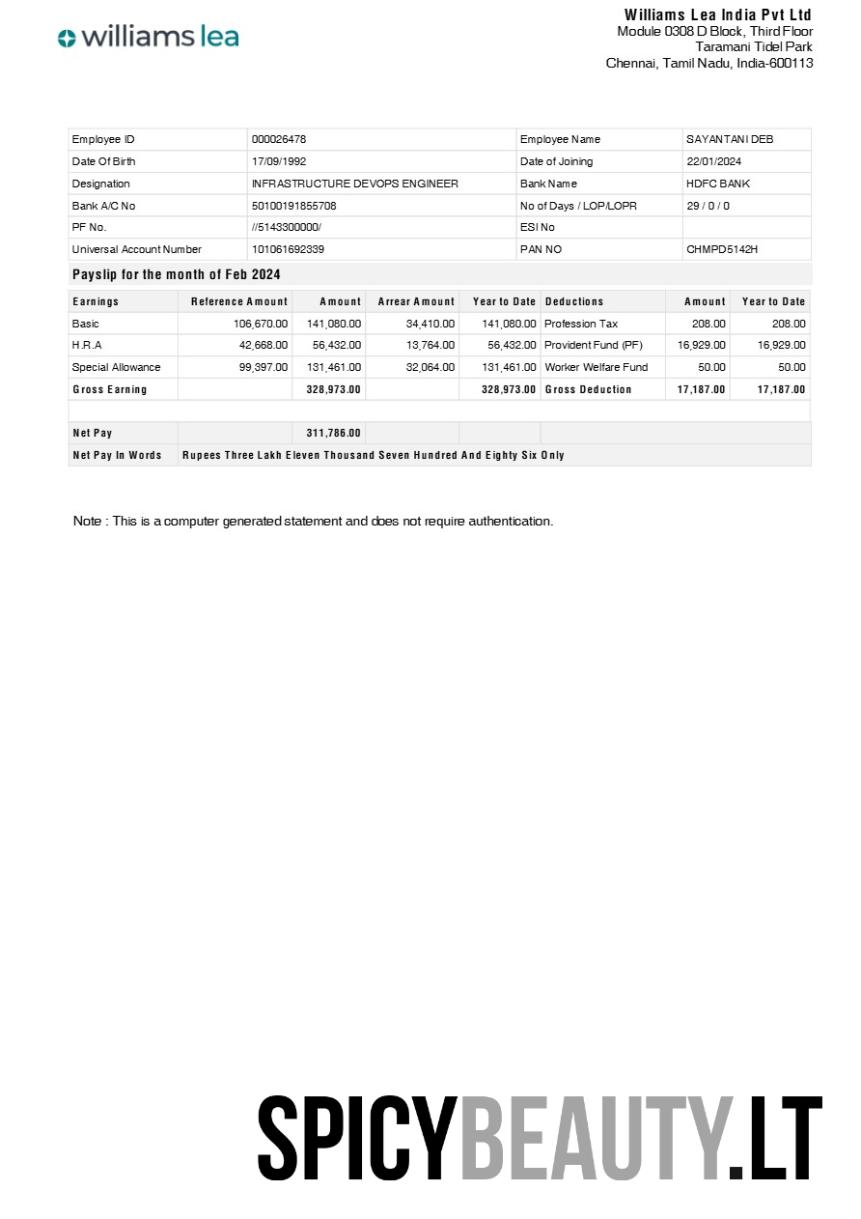 williams lea
Williams Lea India Pvt Ltd
Module 0308 D Block, Third Floor
Taramani Tidel Park
Chennai, Tamil Nadu, India-600113
Employee ID 000026478 Employee Name SAYANTANI DEB
Date Of Birth 17/09/1992 Date of Joining 22/01/2024
Designation INFRASTRUCTURE DEVOPS ENGINEER Bank Name HDFC BANK
Bank A/C No 50100191855708 No of Days / LOP/LOPR 29 / 0 / 0
PF No. //5143300000/ ESI No
Universal Account Number 101061692339 PAN NO CHMPD5142H
Payslip for the month of Feb 2024
Earnings Reference Amount Amount Arrear Amount Year to Date Deductions Amount Year to Date
Basic 106,670.00 141,080.00 34,410.00 141,080.00 Profession Tax 208.00 208.00
H.R.A 42,668.00 56,432.00 13,764.00 56,432.00 Provident Fund (PF) 16,929.00 16,929.00
Special Allowance 99,397.00 131,461.00 32,064.00 131,461.00 Worker Welfare Fund 50.00 50.00
Gross Earning 328,973.00 328,973.00 Gross Deduction 17,187.00 17,187.00
Net Pay 311,786.00
Net Pay In Words Rupees Three Lakh Eleven Thousand Seven Hundred And Eighty Six Only
Note : This is a computer generated statement and does not require authentication.
SPICYBEAUTY.LT